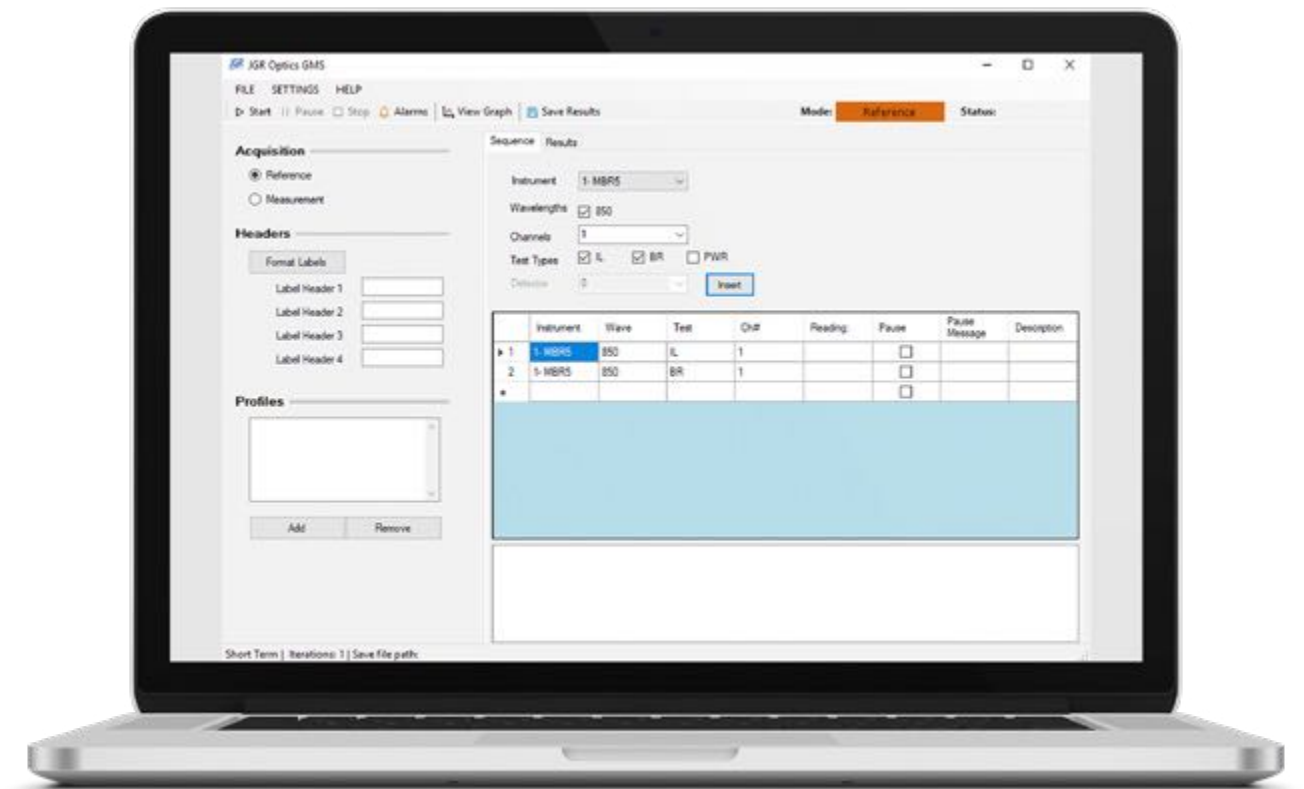 JGR Optics GMS
FILE SETTINGS HELP
Start Pause Stop Alarms View Graph Save Results Mode: Reference Status:
Sequence Results
Acquisition
Reference
Measurement
Headers
Format Labels
Label Header 1
Label Header 2
Label Header 3
Label Header 4
Profiles
Add Remove
Instrument 1- MBR5
Wavelengths 850
Channels 1
Test Types IL BR PWR
Detector 0 Insert
Instrument Wave Test Ch# Reading: Pause Pause Message Description
1 1- MBR5 850 IL 1
2 1- MBR5 850 BR 1
Short Term | Iterations: 1 | Save file path: